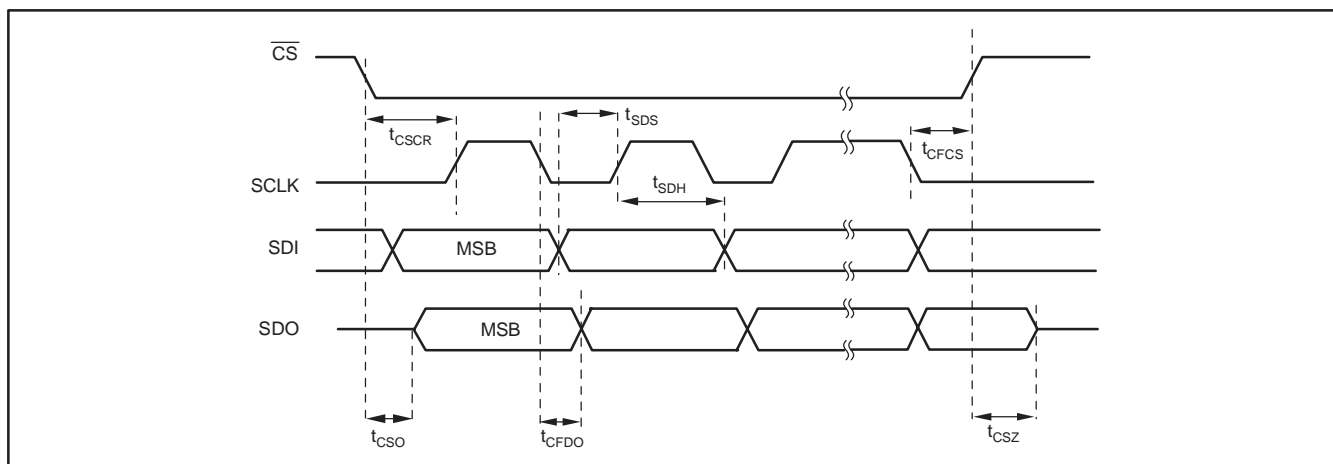 CS
tSDS
tCSCR
tCFCS
SCLK
tSDH
SDI
MSB
SDO
MSB
tCSO
tCFDO
tCSZ